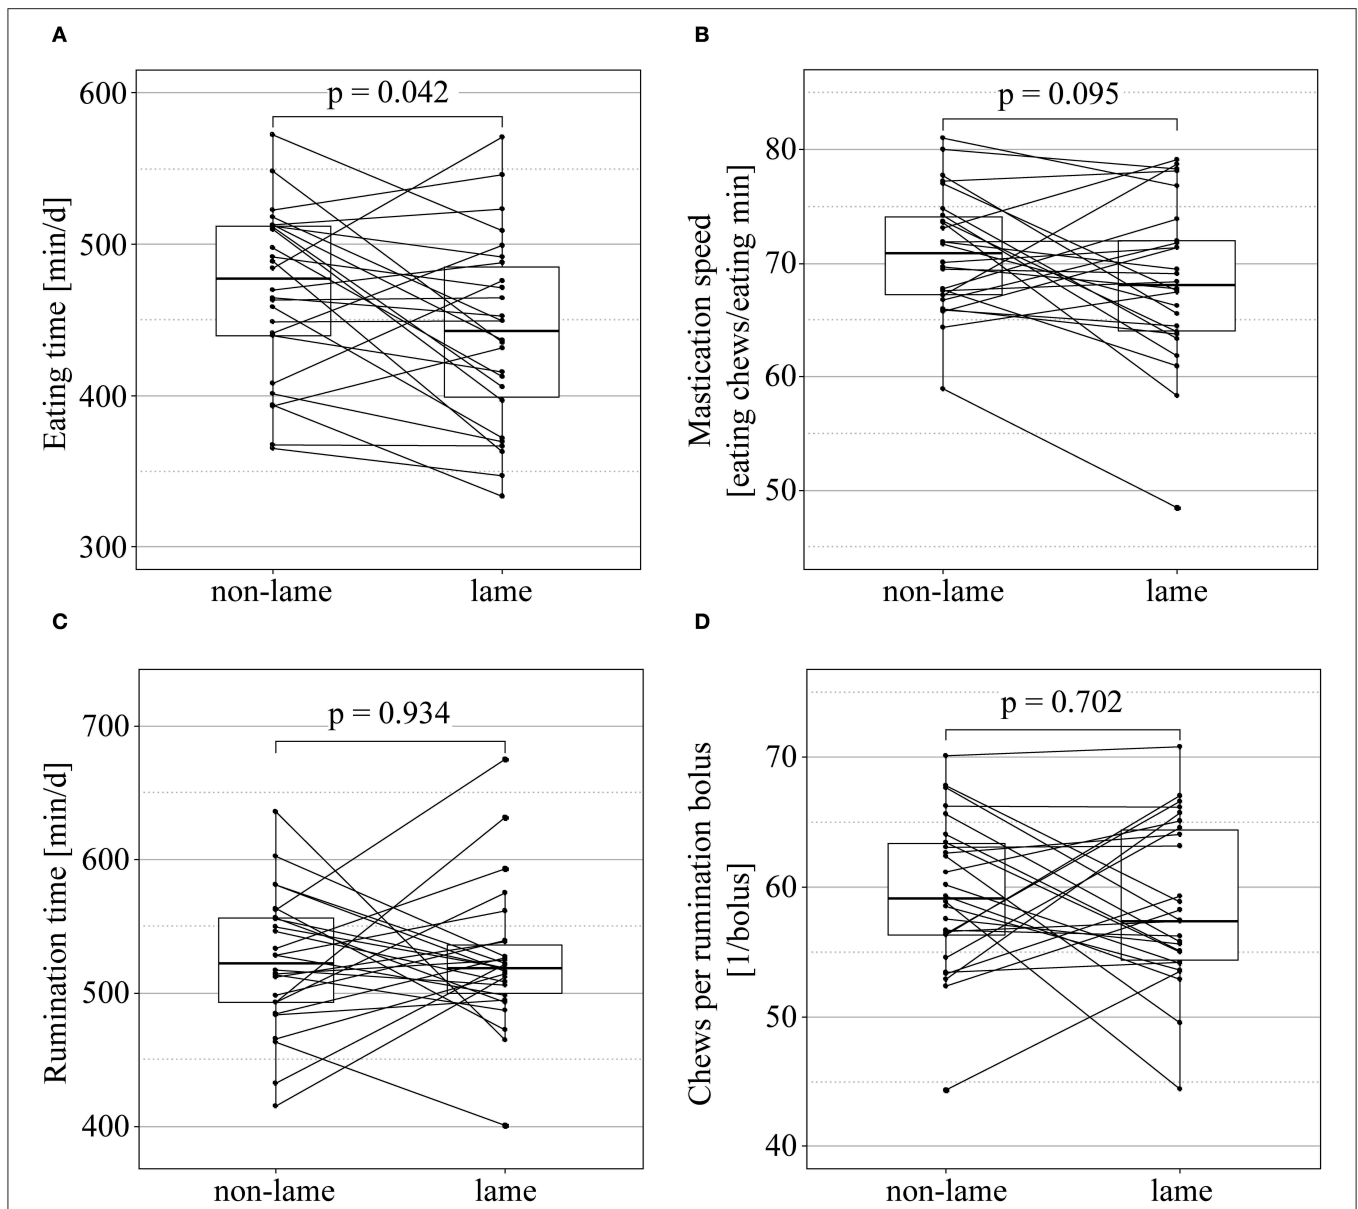 A
p = 0.042
600
500
400
300
Eating time [min/d]
non-lame
lame
B
p = 0.095
80
70
60
50
Mastication speed
[eating chews/eating min]
non-lame
lame
C
p = 0.934
700
600
500
400
Rumination time [min/d]
non-lame
lame
D
p = 0.702
70
60
50
40
Chews per rumination bolus
[1/bolus]
non-lame
lame